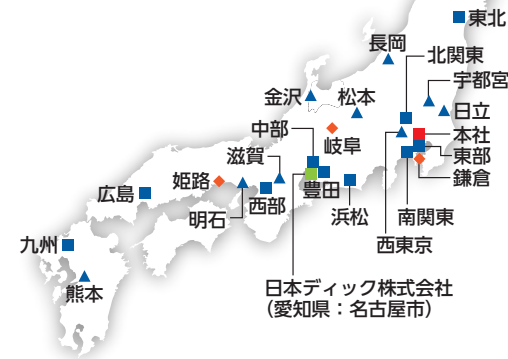 東北
長岡
北関東
宇都宮
金沢
松本
日立
中部
本社
岐阜
東部
滋賀
鎌倉
姫路
広島
豊田
西部
浜松
南関東
明石
西東京
九州
熊本
日本ディック株式会社
(愛知県：名古屋市)